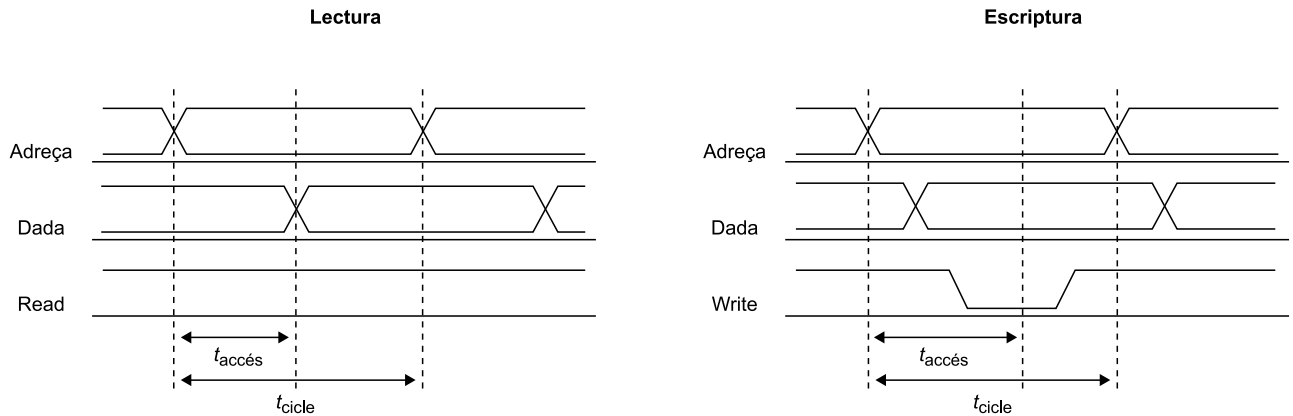 Lectura
Adreça
Dada
Read
taccés
tcicle
Escriptura
Adreça
Dada
Write
taccés
tcicle